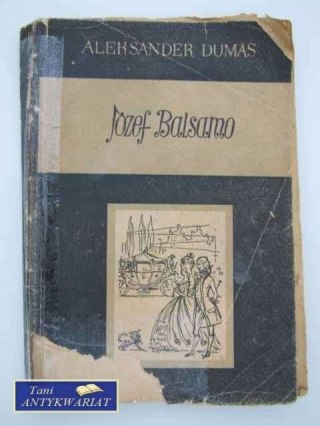 ALEKSANDER DUMAS
Józef Balsamo
Tani
ANTYKWARIAT